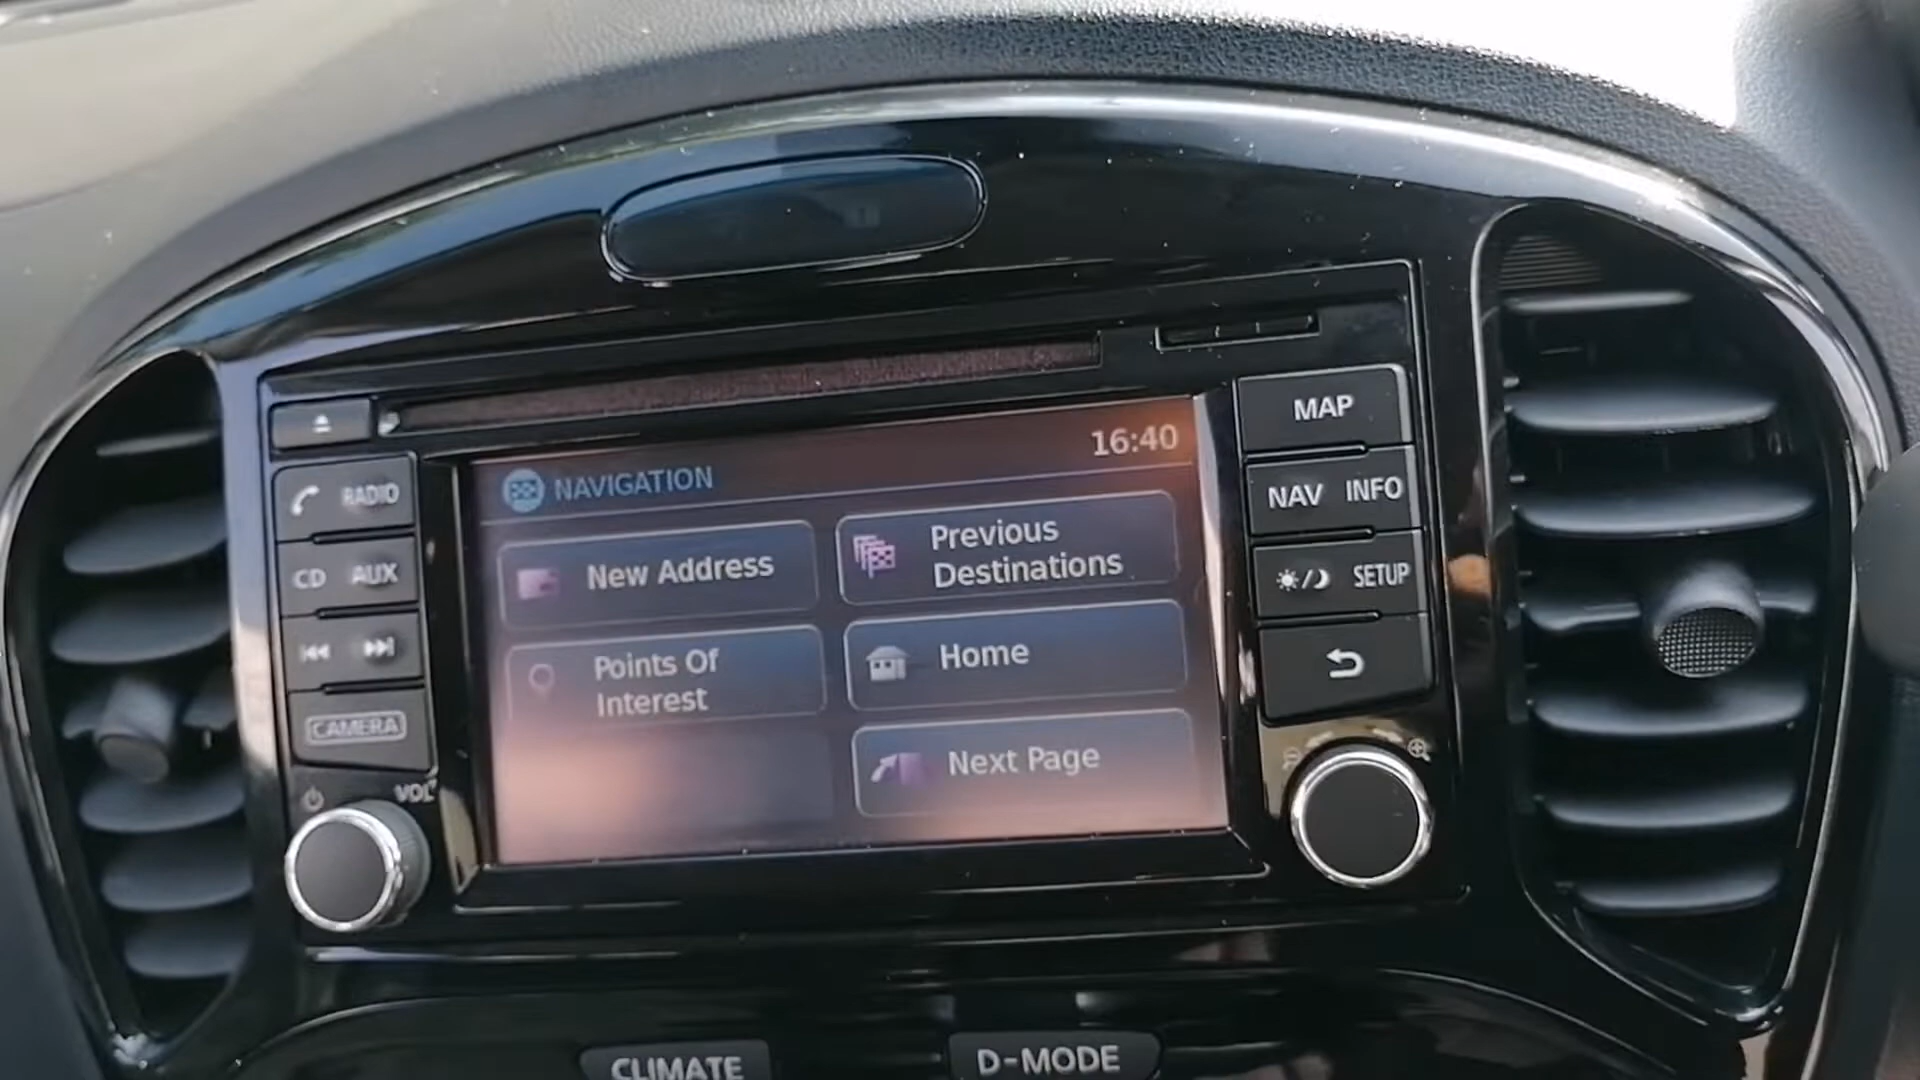 16:40
NAVIGATION
New Address
Previous
Destinations
Points Of
Interest
Home
Next Page
RADIO
CD AUX
CAMERA
VOL
MAP
NAV INFO
SETUP
CLIMATE
D-MODE